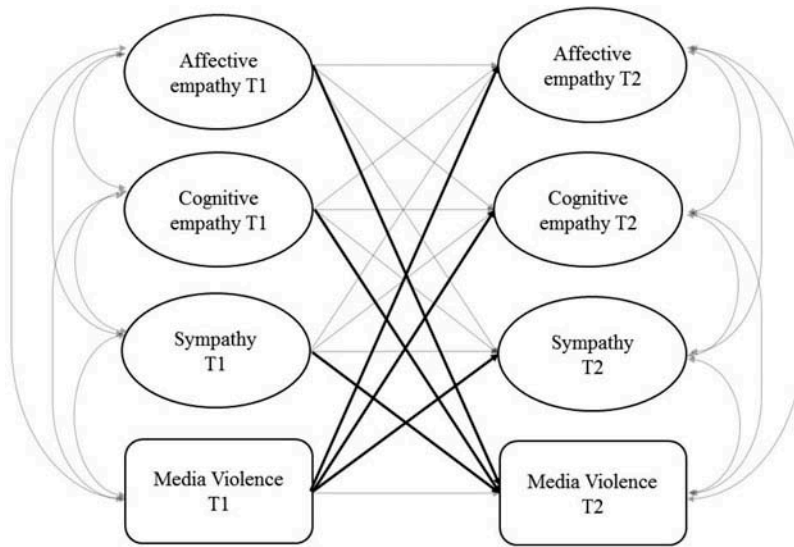 Affective
empathy T1
Affective
empathy T2
Cognitive
empathy T1
Cognitive
empathy T2
Sympathy
T1
Sympathy
T2
Media Violence
T1
Media Violence
T2